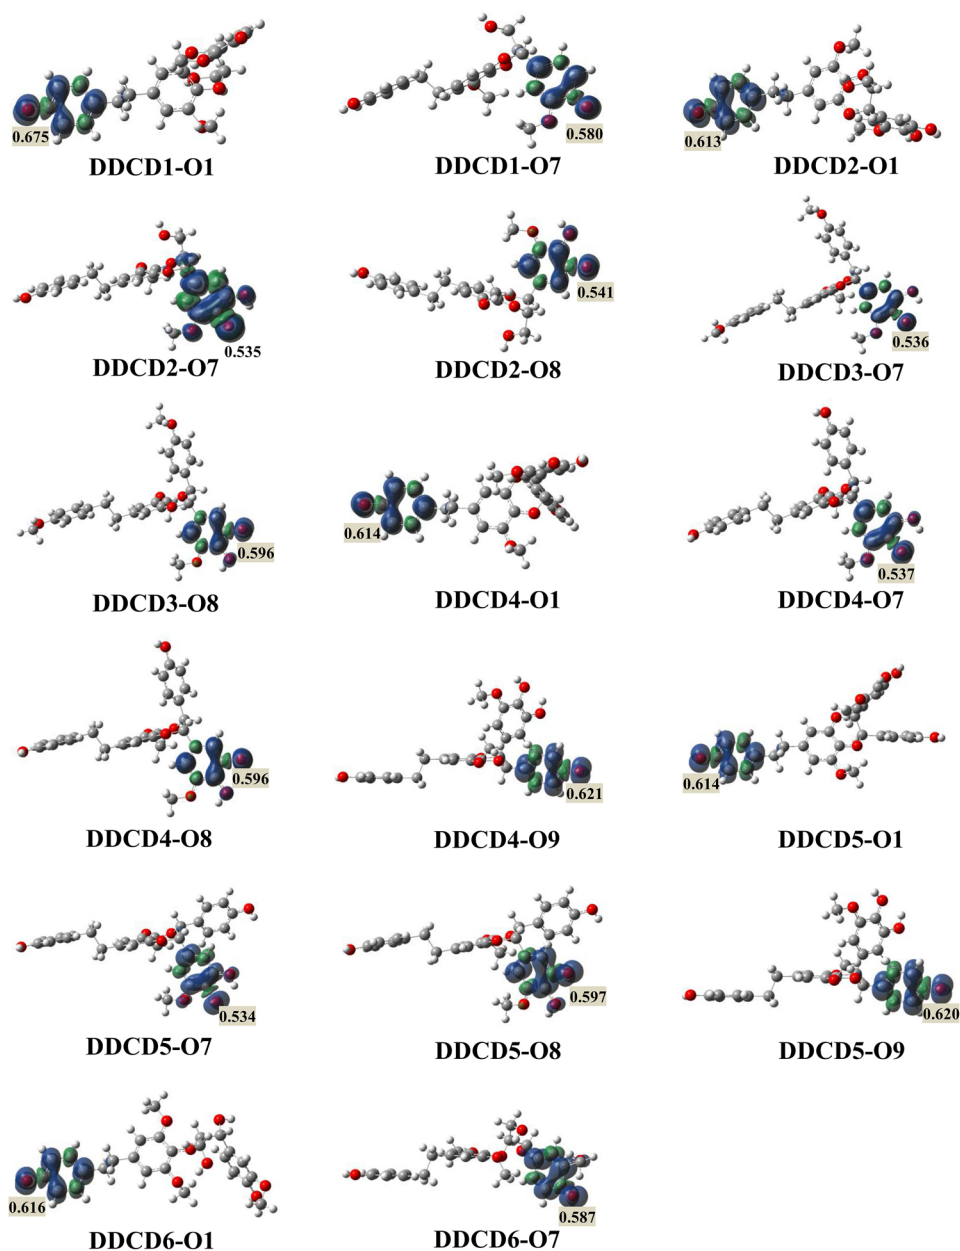 0.675
0.580
0.613
DDCD1-O1
DDCD1-O7
DDCD2-O1
0.535
0.541
0.536
DDCD2-O7
DDCD2-O8
DDCD3-O7
0.596
0.614
0.537
DDCD3-O8
DDCD4-O1
DDCD4-O7
0.596
0.621
0.614
DDCD4-O8
DDCD4-O9
DDCD5-O1
0.534
0.597
0.620
DDCD5-O7
DDCD5-O8
DDCD5-O9
0.616
0.587
DDCD6-O1
DDCD6-O7